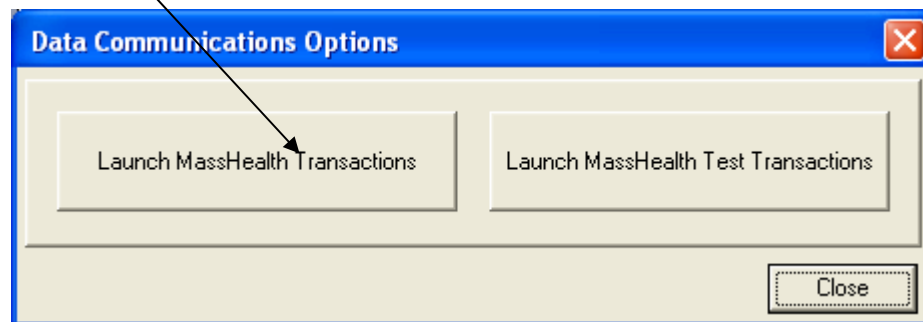 Data Communications Options
Launch MassHealth Transactions Launch MassHealth Test Transactions
Close